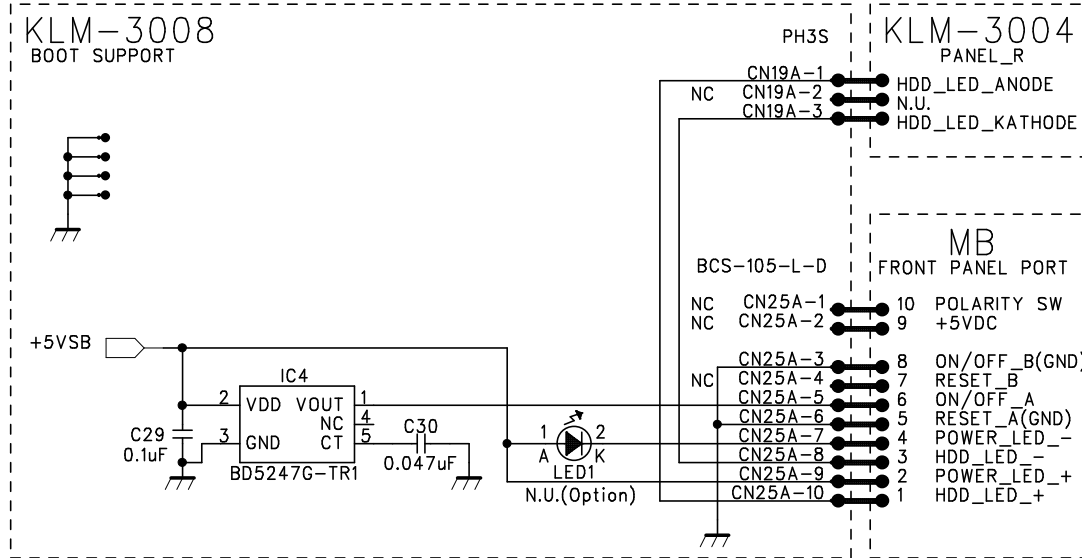 KLM-3008
BOOT SUPPORT
PH3S
CN19A-1
NC CN19A-2
CN19A-3
KLM-3004
PANEL_R
HDD_LED_ANODE
N.U.
HDD_LED_KATHODE
BCS-105-L-D
MB
FRONT PANEL PORT
NC CN25A-1 10 POLARITY SW
NC CN25A-2 9 +5VDC
CN25A-3 8 ON/OFF_B(GND)
NC CN25A-4 7 RESET_B
CN25A-5 6 ON/OFF_A
CN25A-6 5 RESET_A(GND)
CN25A-7 4 POWER_LED_-
CN25A-8 3 HDD_LED_-
CN25A-9 2 POWER_LED_+
CN25A-10 1 HDD_LED_+
+5VSB
IC4
2 VDD VOUT 1
NC 4
3 GND CT 5
BD5247G-TR1
C29
0.1uF
C30
0.047uF
1 2
A K
LED1
N.U.(Option)